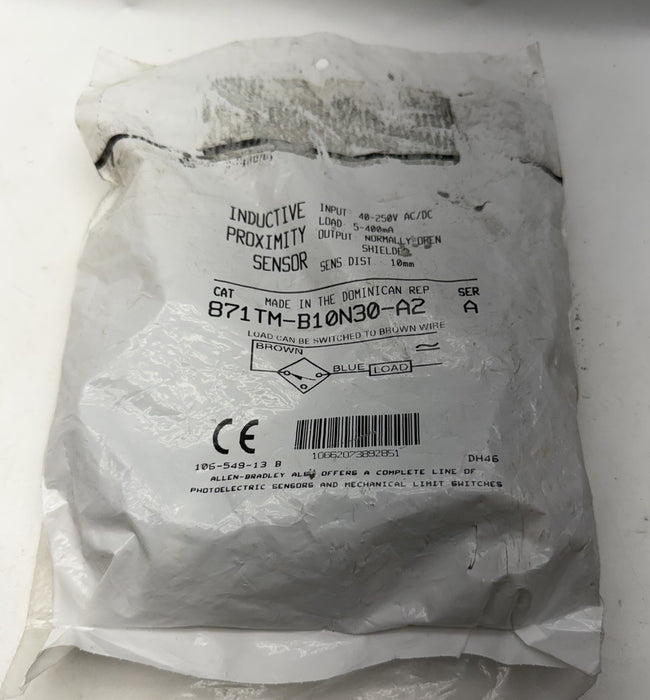 INDUCTIVE
PROXIMITY
SENSOR
INPUT 40-250V AC/DC
LOAD 5-400mA
OUTPUT NORMALLY OPEN
SHIELDED
SENS DIST 10mm
CAT MADE IN THE DOMINICAN REP SER
871TM-B10N30-A2 A
LOAD CAN BE SWITCHED TO BROWN WIRE
BROWN
BLUE LOAD
CE
10662073892851
106-549-13 B DH46
ALLEN-BRADLEY ALSO OFFERS A COMPLETE LINE OF
PHOTOELECTRIC SENSORS AND MECHANICAL LIMIT SWITCHES